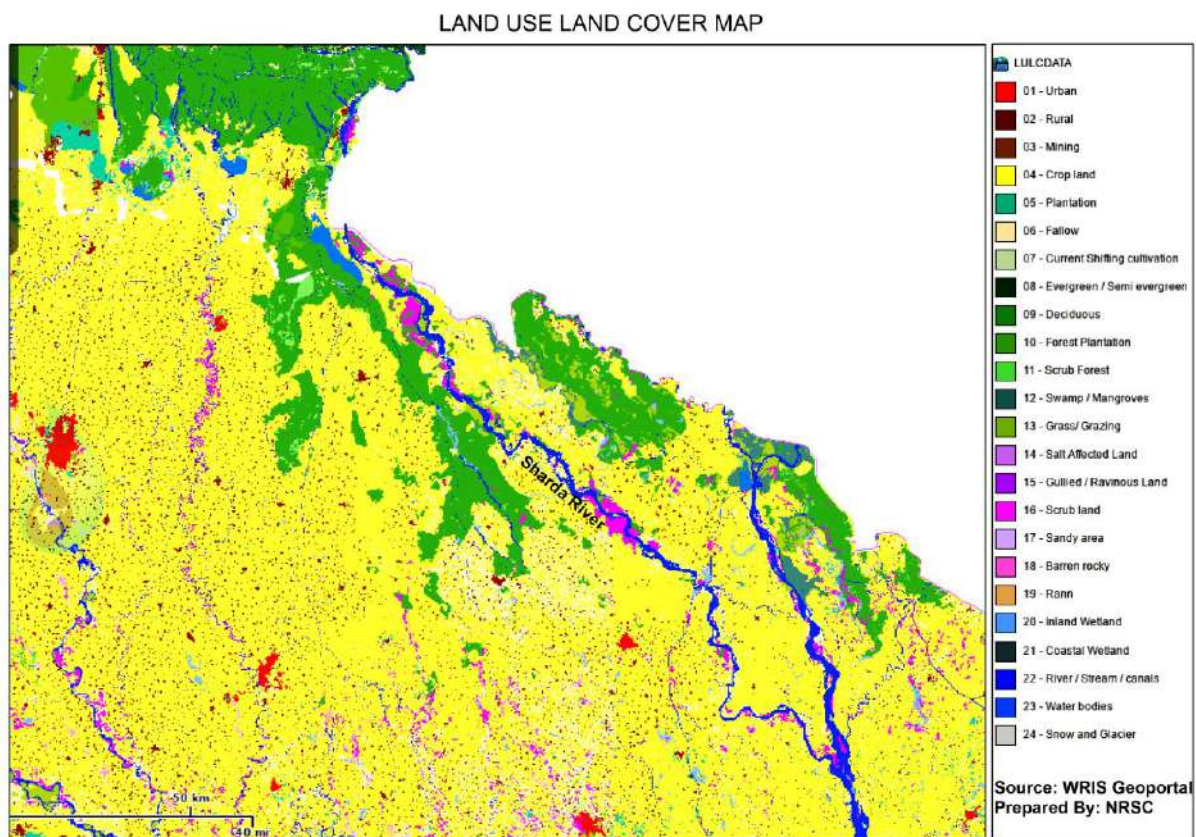 LAND USE LAND COVER MAP
LULCDATA
01 - Urban
02 - Rural
03 - Mining
04 - Crop land
05 - Plantation
06 - Fallow
07 - Current Shifting cultivation
08 - Evergreen / Semi evergreen
09 - Deciduous
10 - Forest Plantation
11 - Scrub Forest
12 - Swamp / Mangroves
13 - Grass/ Grazing
14 - Salt Affected Land
15 - Gullied / Ravinous Land
16 - Scrub land
17 - Sandy area
18 - Barren rocky
19 - Rann
20 - Inland Wetland
21 - Coastal Wetland
22 - River / Stream / canals
23 - Water bodies
24 - Snow and Glacier
Sharda River
50 km
40 mi
Source: WRIS Geoportal
Prepared By: NRSC